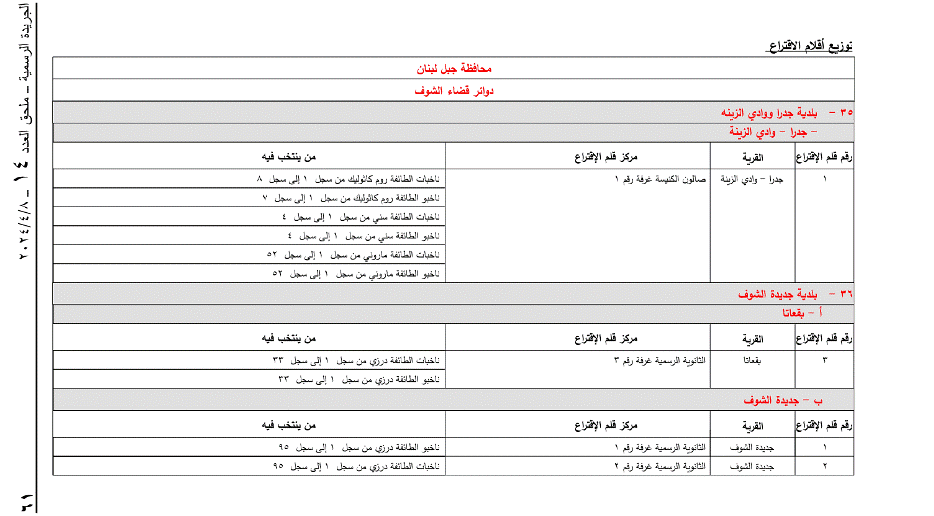 الجريدة الرسمية – ملحق العدد ١٤ – ٢٠٢٤/٤/٨
توزيع أقلام الاقتراع
محافظة جبل لبنان
دوائر قضاء الشوف
٣٥ – بلدية جدرا ووادي الزينه
– جدرا – وادي الزينة
رقم قلم الإقتراع القرية مركز قلم الإقتراع من ينتخب فيه
١ جدرا – وادي الزينة صالون الكنيسة غرفة رقم ١ ناخبات الطائفة روم كاثوليك من سجل ١ إلى سجل ٨
ناخبو الطائفة روم كاثوليك من سجل ١ إلى سجل ٧
ناخبات الطائفة سني من سجل ١ إلى سجل ٤
ناخبو الطائفة سني من سجل ١ إلى سجل ٤
ناخبات الطائفة ماروني من سجل ١ إلى سجل ٥٢
ناخبو الطائفة ماروني من سجل ١ إلى سجل ٥٢
٣٦ – بلدية جديدة الشوف
أ – بقعاتا
رقم قلم الإقتراع القرية مركز قلم الإقتراع من ينتخب فيه
٣ بقعاتا الثانوية الرسمية غرفة رقم ٣ ناخبات الطائفة درزي من سجل ١ إلى سجل ٣٣
ناخبو الطائفة درزي من سجل ١ إلى سجل ٣٣
ب – جديدة الشوف
رقم قلم الإقتراع القرية مركز قلم الإقتراع من ينتخب فيه
١ جديدة الشوف الثانوية الرسمية غرفة رقم ١ ناخبو الطائفة درزي من سجل ١ إلى سجل ٩٥
٢ جديدة الشوف الثانوية الرسمية غرفة رقم ٢ ناخبات الطائفة درزي من سجل ١ إلى سجل ٩٥
٦١